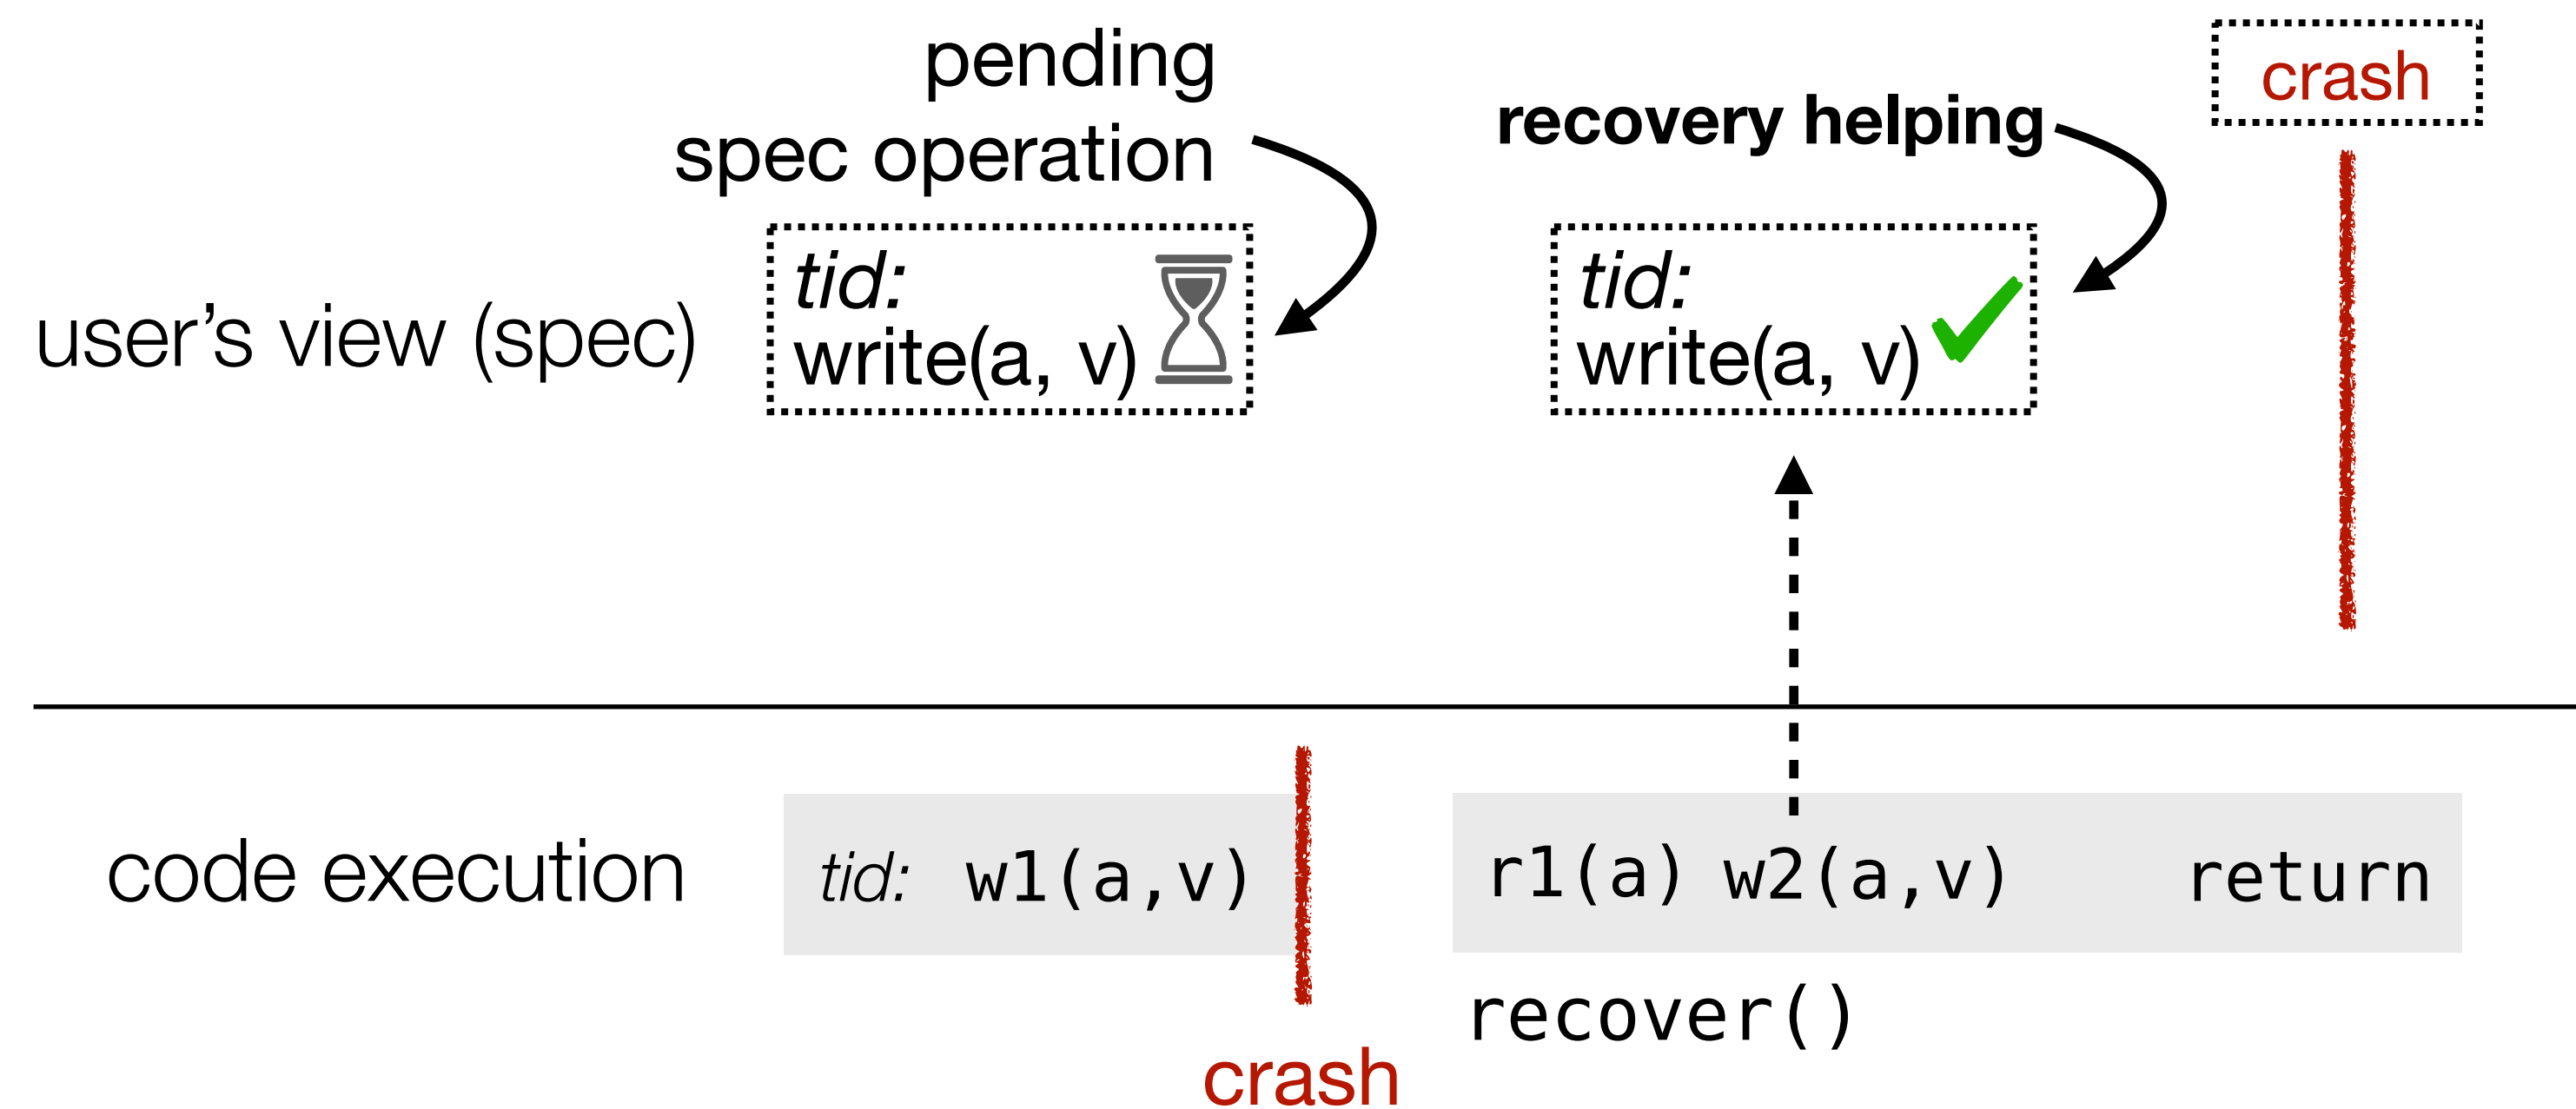 pending
spec operation
recovery helping
crash
user's view (spec)
tid:
write(a, v)
tid:
write(a, v)
code execution
tid: w1(a,v)
r1(a) w2(a,v) return
recover()
crash